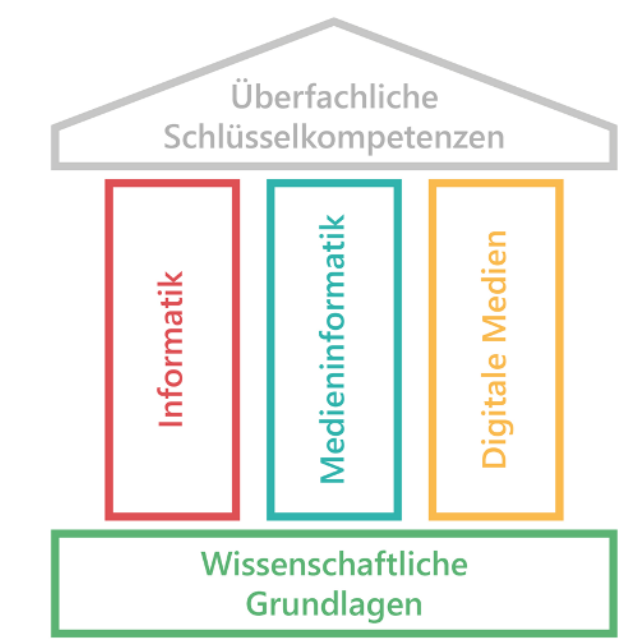 Überfachliche
Schlüsselkompetenzen
Informatik
Medieninformatik
Digitale Medien
Wissenschaftliche
Grundlagen